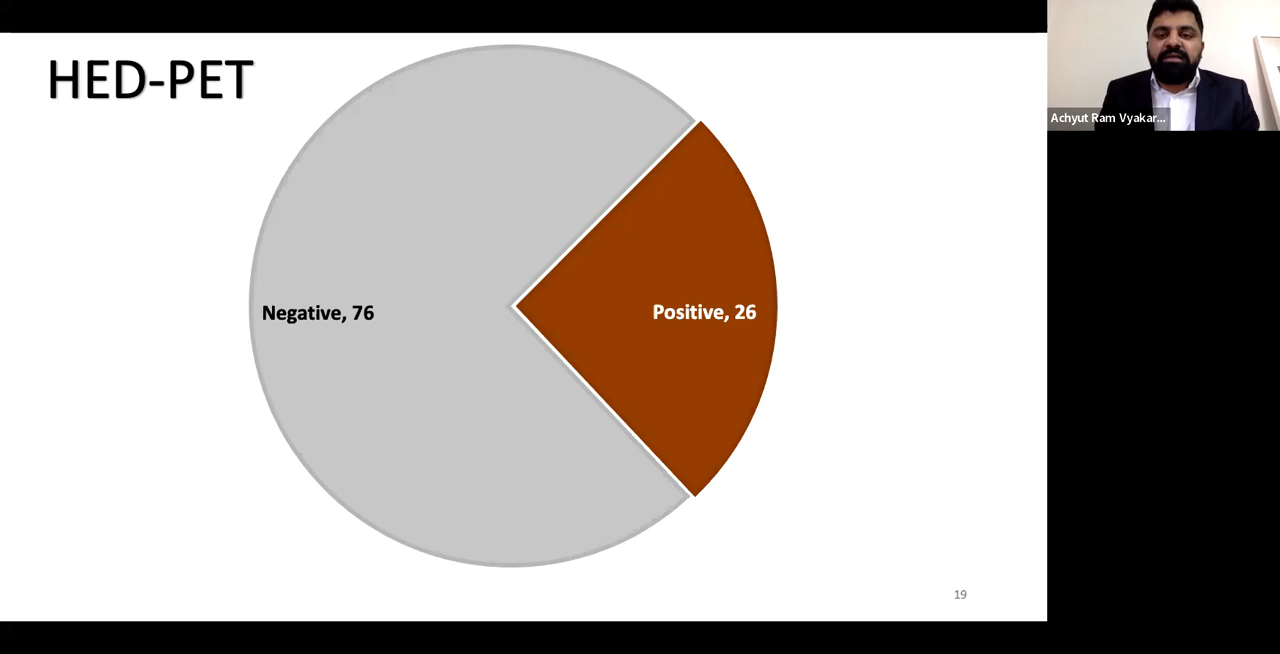 HED-PET
Negative, 76
Positive, 26
19
Achyut Ram Vyakar...